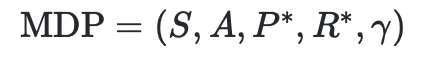 MDP = (S, A, P*, R*, γ)